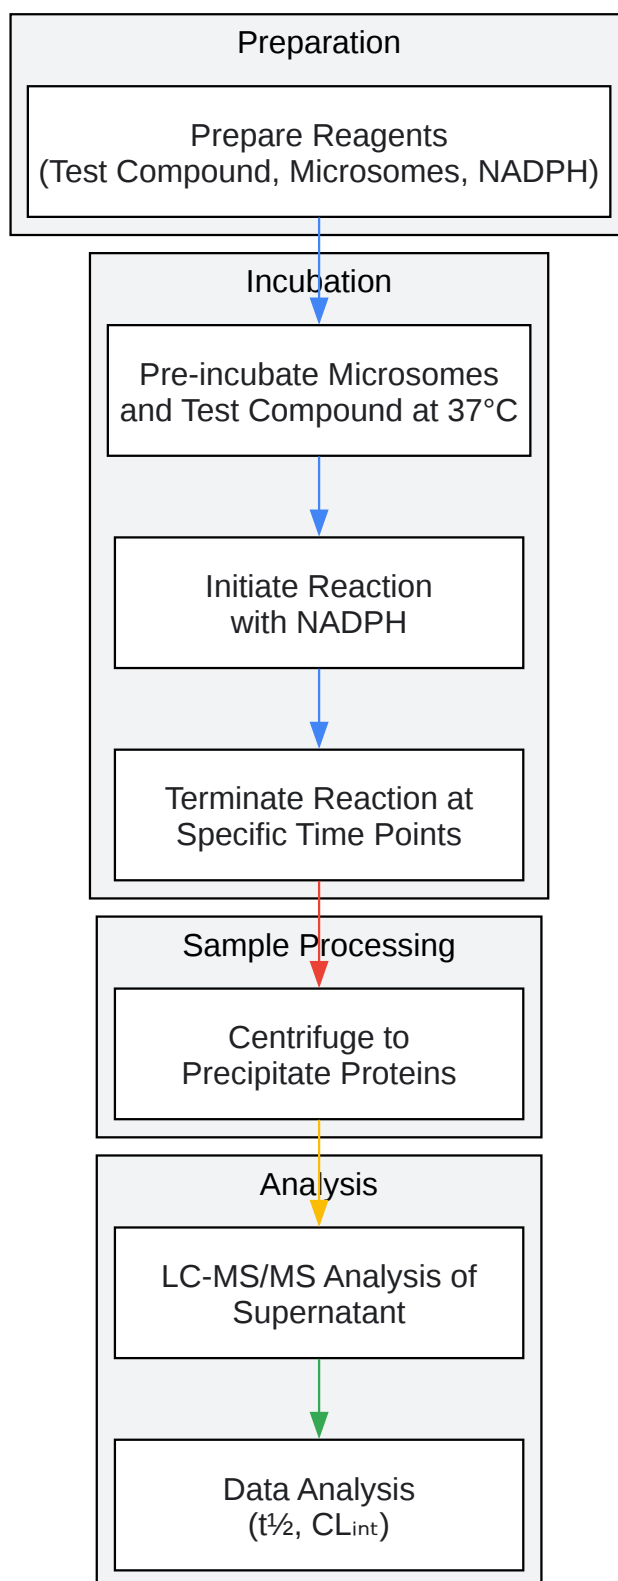 Preparation
Prepare Reagents
(Test Compound, Microsomes, NADPH)
Incubation
Pre-incubate Microsomes
and Test Compound at 37°C
Initiate Reaction
with NADPH
Terminate Reaction at
Specific Time Points
Sample Processing
Centrifuge to
Precipitate Proteins
Analysis
LC-MS/MS Analysis of
Supernatant
Data Analysis
(t½, CLᵢₙₜ)